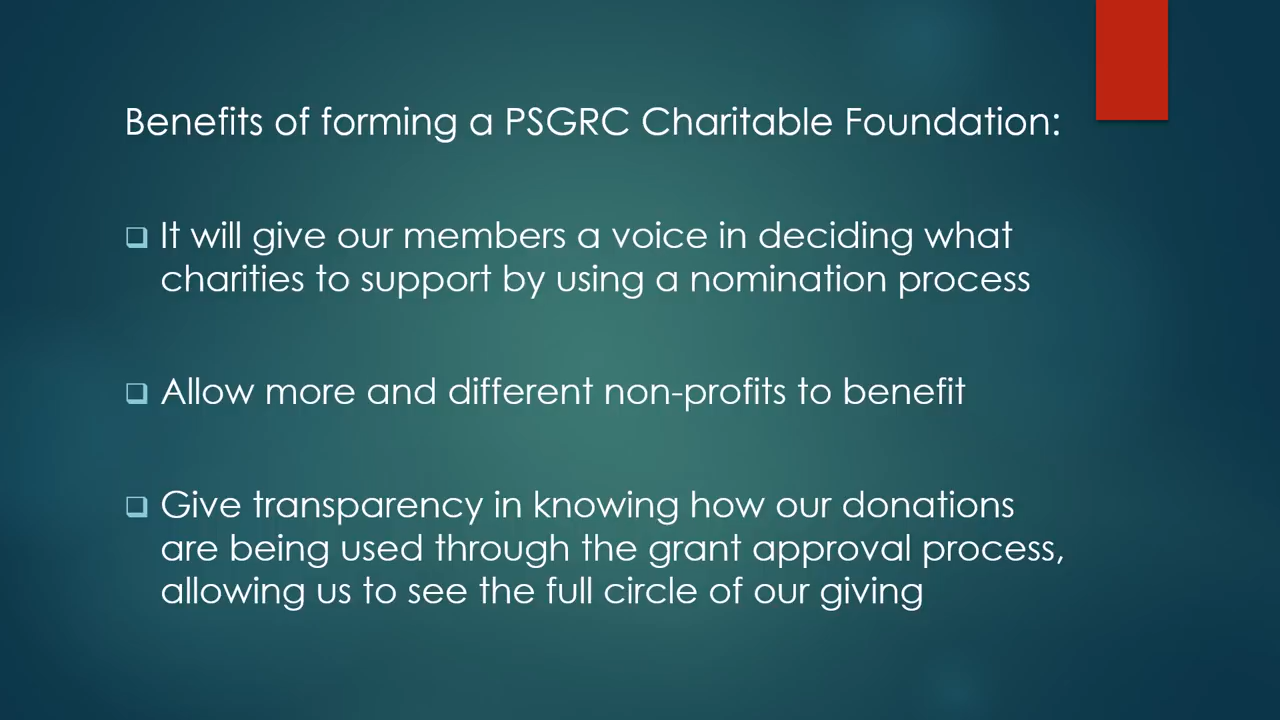 Benefits of forming a PSGRC Charitable Foundation:
It will give our members a voice in deciding what
charities to support by using a nomination process
Allow more and different non-profits to benefit
Give transparency in knowing how our donations
are being used through the grant approval process,
allowing us to see the full circle of our giving